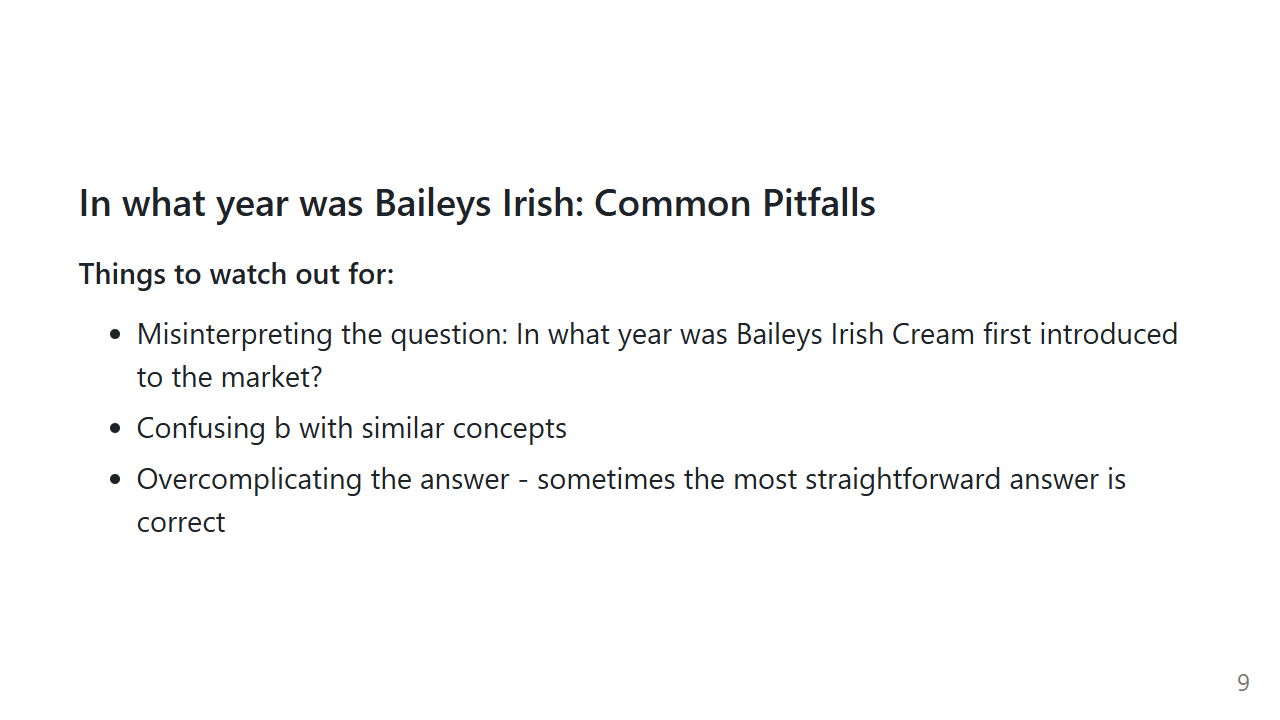 In what year was Baileys Irish: Common Pitfalls
Things to watch out for:
• Misinterpreting the question: In what year was Baileys Irish Cream first introduced
to the market?
• Confusing b with similar concepts
• Overcomplicating the answer - sometimes the most straightforward answer is
correct
9